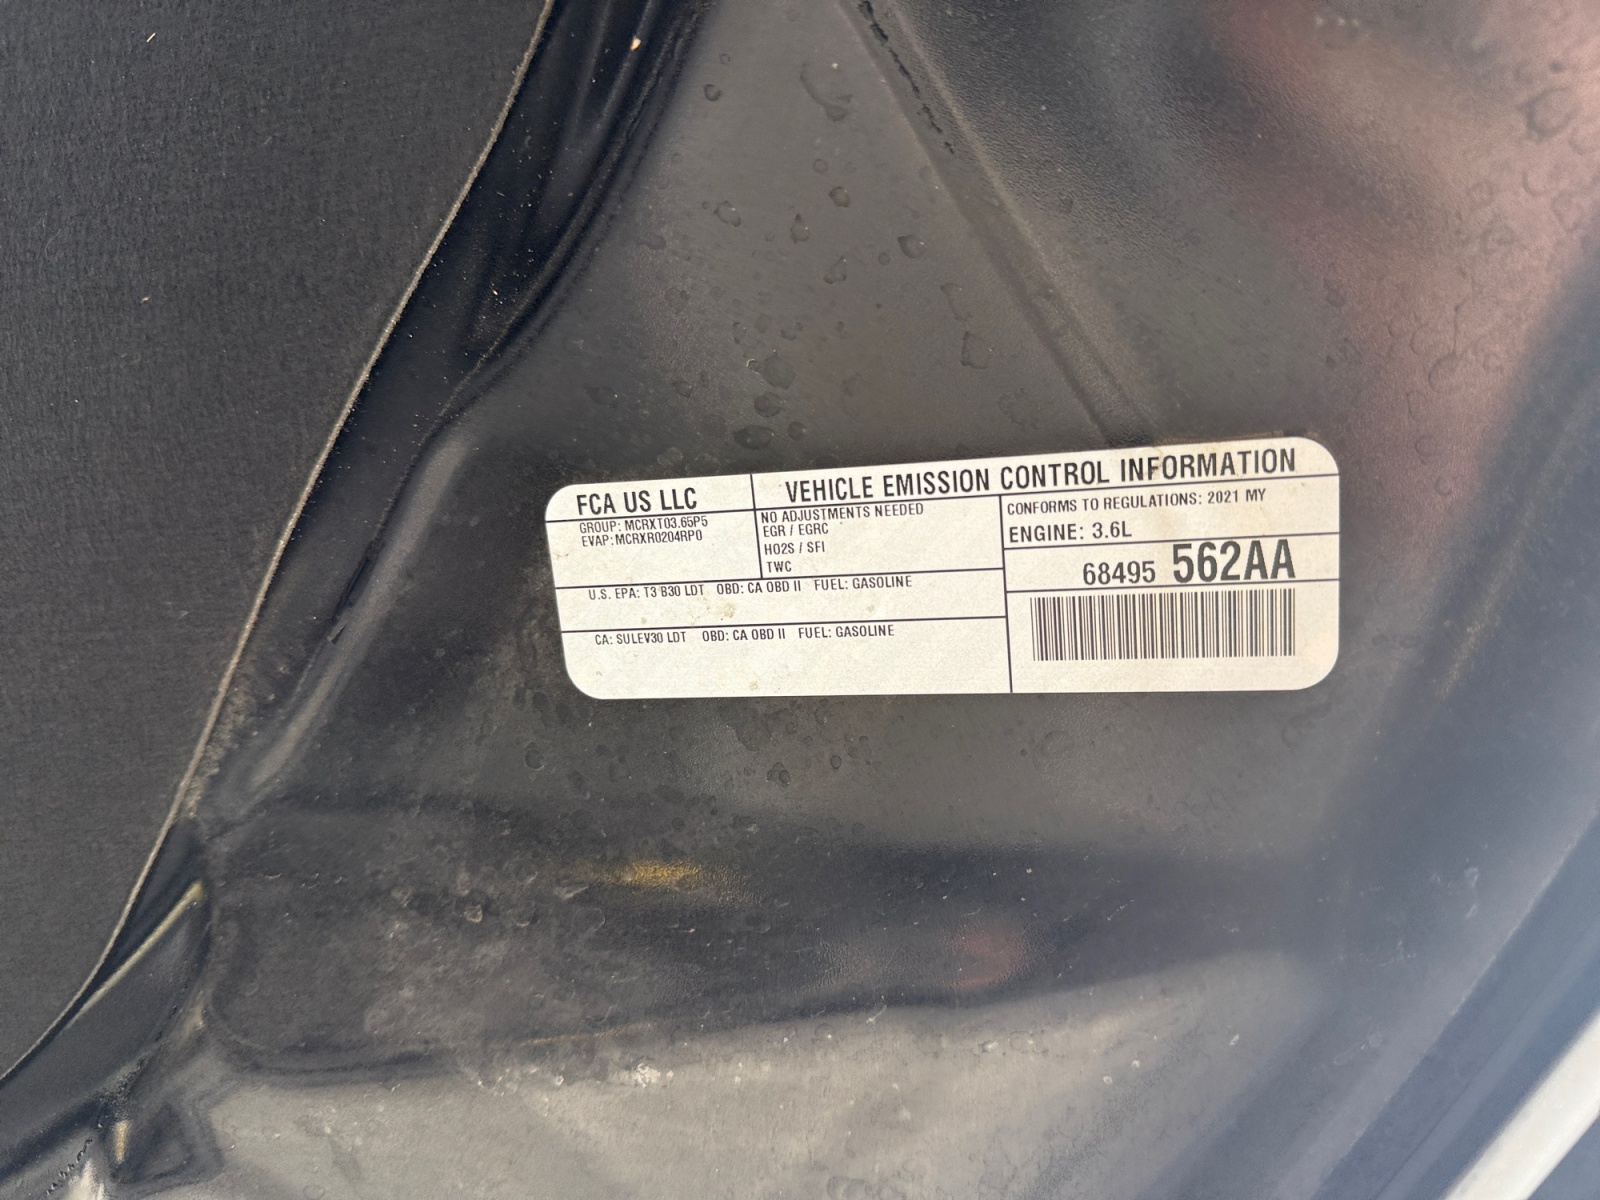 FCA US LLC
VEHICLE EMISSION CONTROL INFORMATION
GROUP: MCRXT03.65P5
EVAP:MCRXR0204RP0
NO ADJUSTMENTS NEEDED
EGR / EGRC
HO2S / SFI
TWC
CONFORMS TO REGULATIONS: 2021 MY
ENGINE: 3.6L
68495 562AA
U.S. EPA: T3 B30 LDT OBD: CA OBD II FUEL: GASOLINE
CA: SULEV30 LDT OBD: CA OBD II FUEL: GASOLINE